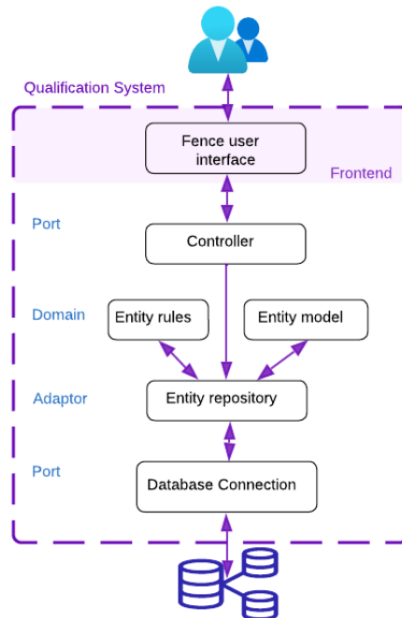 Qualification System
Fence user
interface
Frontend
Port
Controller
Domain
Entity rules
Entity model
Adaptor
Entity repository
Port
Database Connection